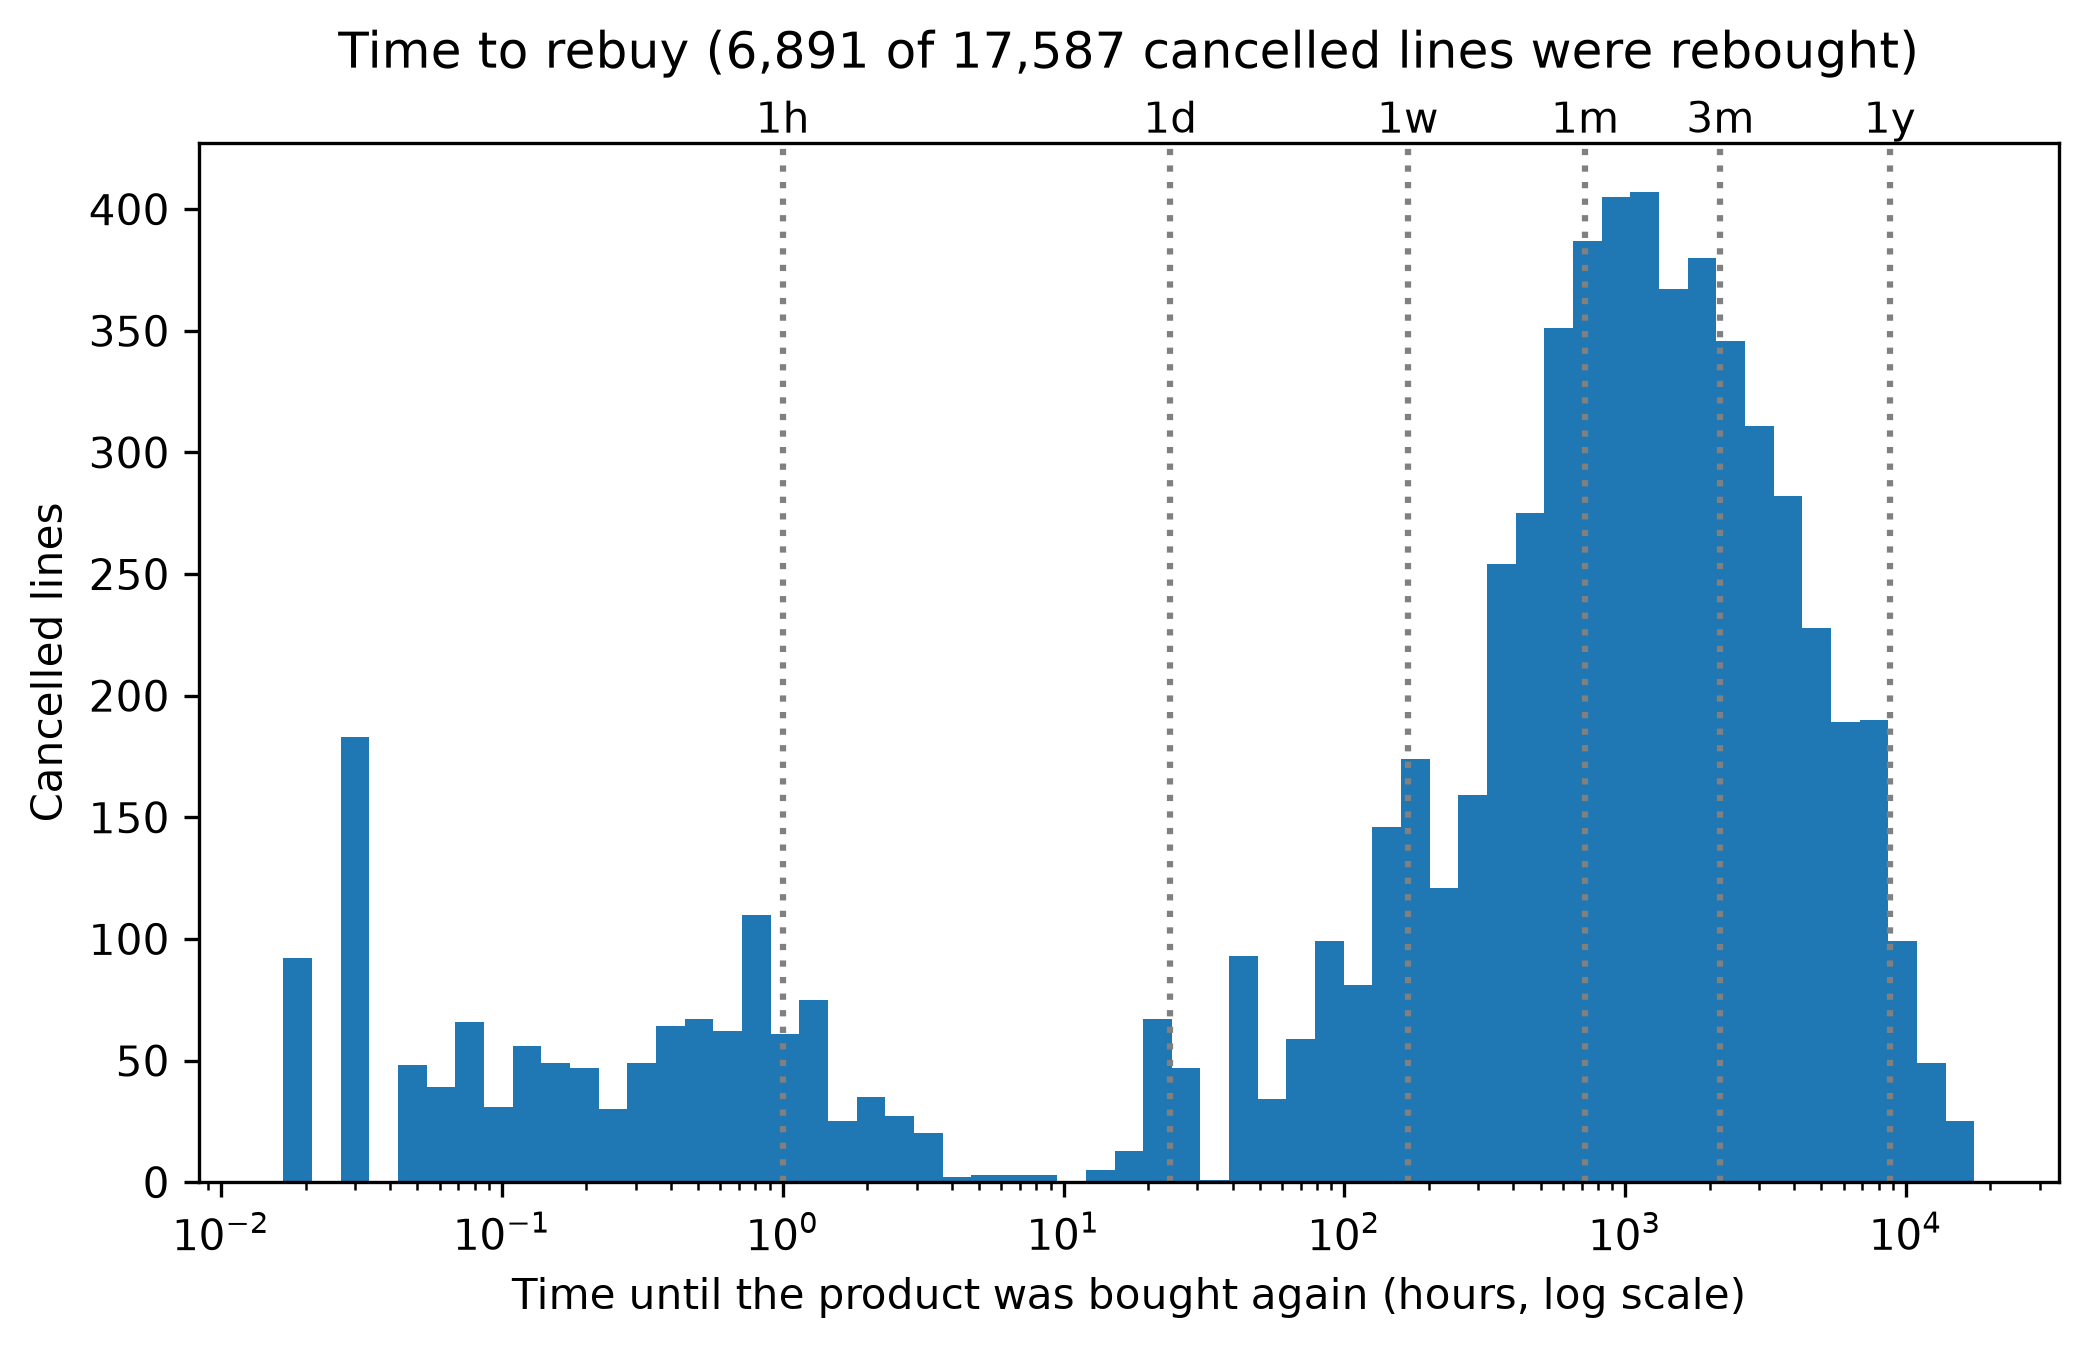 Time to rebuy (6,891 of 17,587 cancelled lines were rebought)
1h 1d 1w 1m 3m 1y
400
350
300
250
200
150
100
50
0
Cancelled lines
10⁻² 10⁻¹ 10⁰ 10¹ 10² 10³ 10⁴
Time until the product was bought again (hours, log scale)